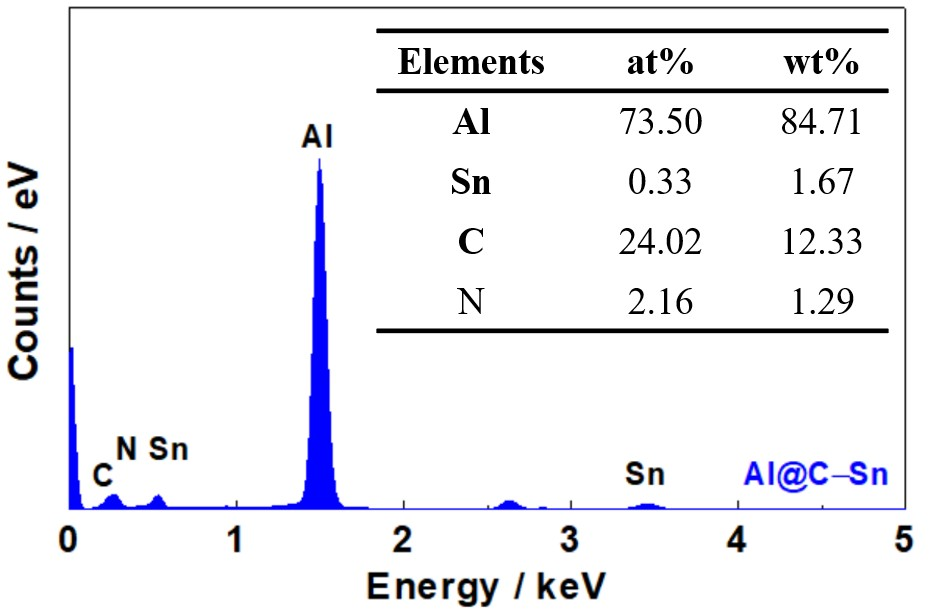 Elements at% wt%
Al 73.50 84.71
Sn 0.33 1.67
C 24.02 12.33
N 2.16 1.29
Al
C N Sn
Sn
Al@C–Sn
Counts / eV
0 1 2 3 4 5
Energy / keV